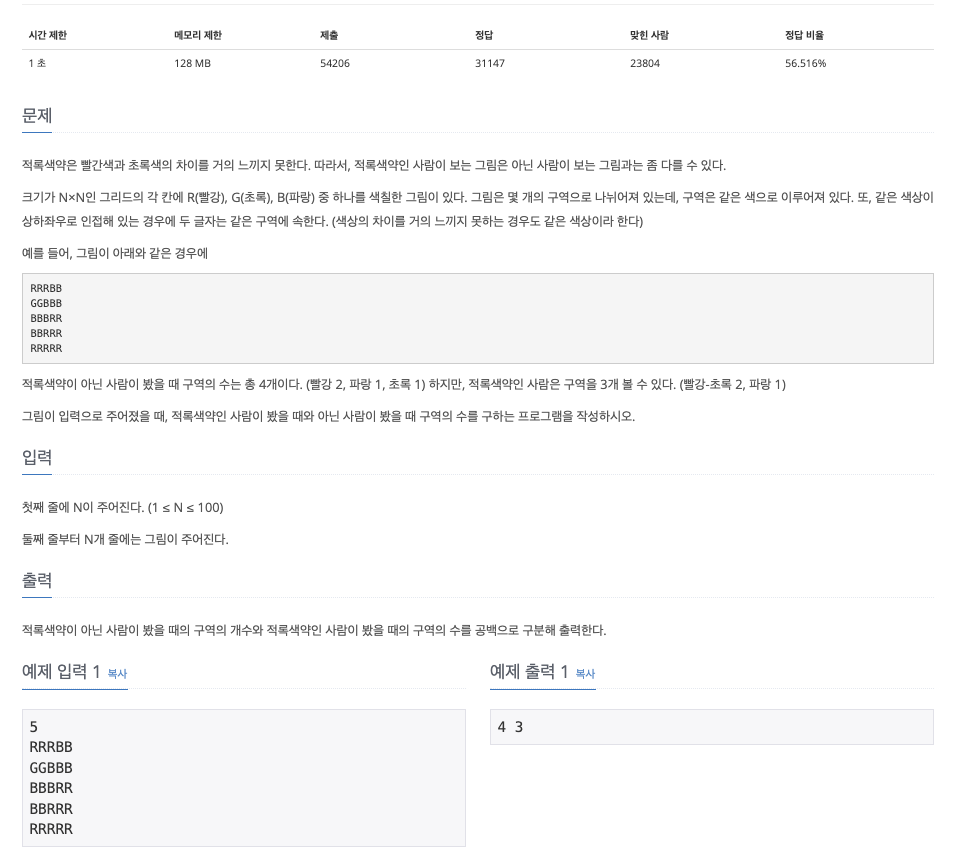 시간 제한 메모리 제한 제출 정답 맞힌 사람 정답 비율
1 초 128 MB 54206 31147 23804 56.516%
문제
적록색약은 빨간색과 초록색의 차이를 거의 느끼지 못한다. 따라서, 적록색약인 사람이 보는 그림은 아닌 사람이 보는 그림과는 좀 다를 수 있다.
크기가 N×N인 그리드의 각 칸에 R(빨강), G(초록), B(파랑) 중 하나를 색칠한 그림이 있다. 그림은 몇 개의 구역으로 나뉘어져 있는데, 구역은 같은 색으로 이루어져 있다. 또, 같은 색상이
상하좌우로 인접해 있는 경우에 두 글자는 같은 구역에 속한다. (색상의 차이를 거의 느끼지 못하는 경우도 같은 색상이라 한다)
예를 들어, 그림이 아래와 같은 경우에
RRRBB
GGBBB
BBBRR
BBRRR
RRRRR
적록색약이 아닌 사람이 봤을 때 구역의 수는 총 4개이다. (빨강 2, 파랑 1, 초록 1) 하지만, 적록색약인 사람은 구역을 3개 볼 수 있다. (빨강-초록 2, 파랑 1)
그림이 입력으로 주어졌을 때, 적록색약인 사람이 봤을 때와 아닌 사람이 봤을 때 구역의 수를 구하는 프로그램을 작성하시오.
입력
첫째 줄에 N이 주어진다. (1 ≤ N ≤ 100)
둘째 줄부터 N개 줄에는 그림이 주어진다.
출력
적록색약이 아닌 사람이 봤을 때의 구역의 개수와 적록색약인 사람이 봤을 때의 구역의 수를 공백으로 구분해 출력한다.
예제 입력 1 복사
5
RRRBB
GGBBB
BBBRR
BBRRR
RRRRR
예제 출력 1 복사
4 3